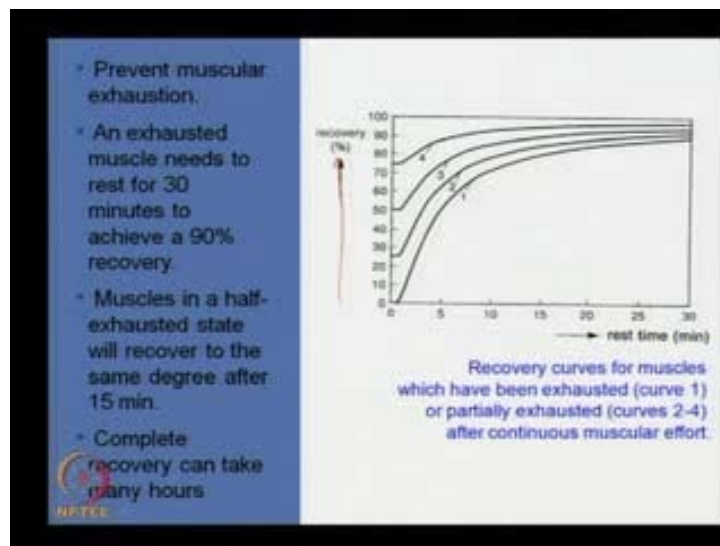 Prevent muscular
exhaustion.
An exhausted
muscle needs to
rest for 30
minutes to
achieve a 90%
recovery.
Muscles in a half-
exhausted state
will recover to the
same degree after
15 min.
Complete
recovery can take
many hours
NPTEL
recovery
(%)
100
90
80
70
60
50
40
30
20
10
0
4
3
2
1
0 5 10 15 20 25 30
rest time (min)
Recovery curves for muscles
which have been exhausted (curve 1)
or partially exhausted (curves 2-4)
after continuous muscular effort.